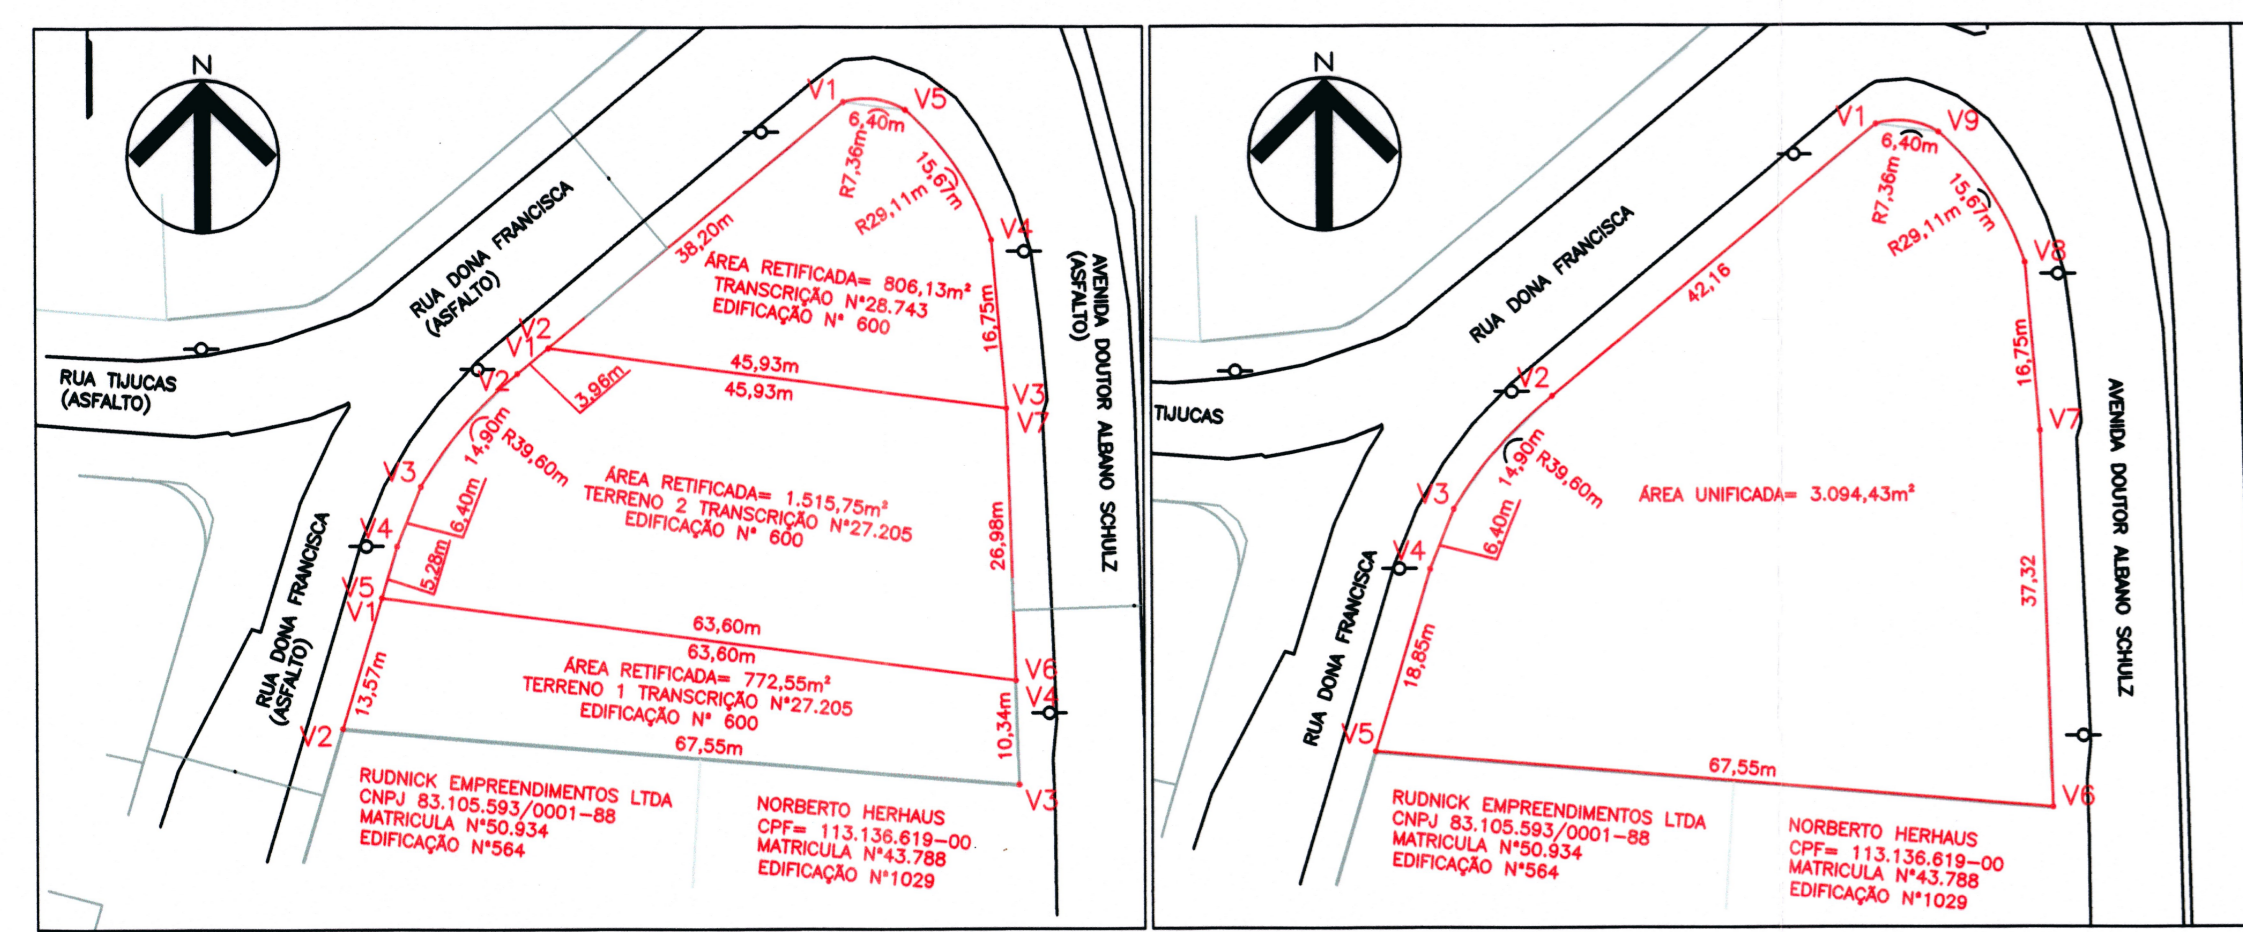 N
V1
V5
6,40m
R7,36m
15,67m
R29,11m
V4
38,20m
RUA DONA FRANCISCA
(ASFALTO)
ÁREA RETIFICADA= 806,13m²
TRANSCRIÇÃO N°28.743
EDIFICAÇÃO N° 600
16,75m
AVENIDA DOUTOR ALBANO SCHULZ
(ASFALTO)
RUA TIJUCAS
(ASFALTO)
V2
V1
V2
45,93m
45,93m
3,96m
V3
V7
14,90m
R39,60m
V3
6,40m
V4
5,28m
V5
V1
ÁREA RETIFICADA= 1.515,75m²
TERRENO 2 TRANSCRIÇÃO N°27.205
EDIFICAÇÃO N° 600
26,98m
RUA DONA FRANCISCA
(ASFALTO)
63,60m
63,60m
V6
V4
13,57m
ÁREA RETIFICADA= 772,55m²
TERRENO 1 TRANSCRIÇÃO N°27.205
EDIFICAÇÃO N° 600
10,34m
V2
67,55m
V3
RUDNICK EMPREENDIMENTOS LTDA
CNPJ 83.105.593/0001-88
MATRICULA N°50.934
EDIFICAÇÃO N°564
NORBERTO HERHAUS
CPF= 113.136.619-00
MATRICULA N°43.788
EDIFICAÇÃO N°1029
N
V1
V9
6,40m
R7,36m
15,67m
R29,11m
V8
RUA DONA FRANCISCA
42,16
16,75m
TIJUCAS
V2
V7
AVENIDA DOUTOR ALBANO SCHULZ
14,90m
R39,60m
V3
6,40m
V4
ÁREA UNIFICADA= 3.094,43m²
37,32
RUA DONA FRANCISCA
18,85m
V5
67,55m
V6
RUDNICK EMPREENDIMENTOS LTDA
CNPJ 83.105.593/0001-88
MATRICULA N°50.934
EDIFICAÇÃO N°564
NORBERTO HERHAUS
CPF= 113.136.619-00
MATRICULA N°43.788
EDIFICAÇÃO N°1029